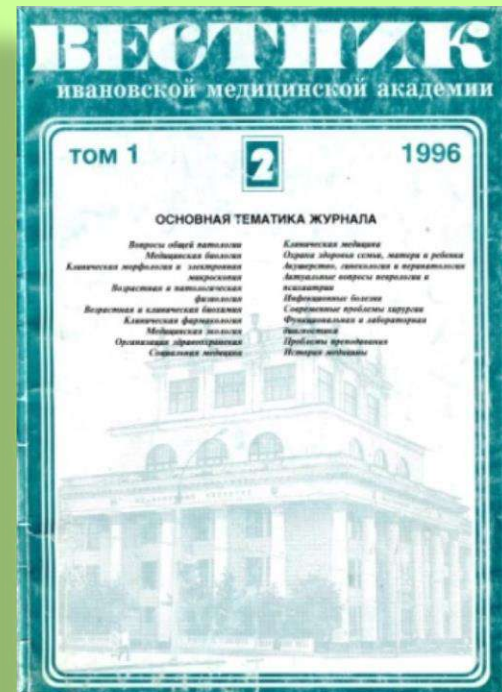 ВЕСТНИК
ивановской медицинской академии
ТОМ 1
2
1996
ОСНОВНАЯ ТЕМАТИКА ЖУРНАЛА
Вопросы общей патологии
Медицинская биология
Клиническая морфология и электронная
микроскопия
Возрастная и патологическая
физиология
Возрастная и клиническая биохимия
Клиническая фармакология
Медицинская экология
Организация здравоохранения
Социальная медицина
Клиническая медицина
Охрана здоровья семьи, матери и ребенка
Акушерство, гинекология и перинатология
Актуальные вопросы неврологии и
психиатрии
Инфекционные болезни
Современные проблемы хирургии
Функциональная и лабораторная
диагностика
Проблемы преподавания
История медицины